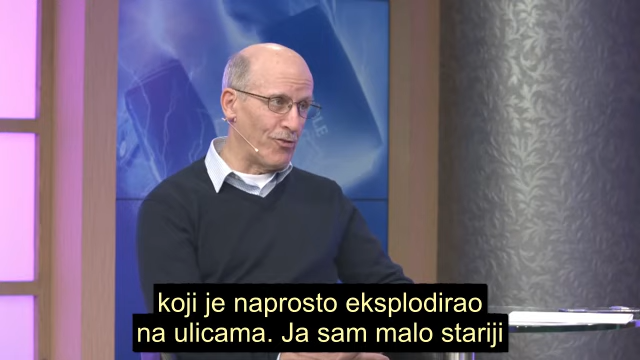 koji je naprosto eksplodirao
na ulicama. Ja sam malo stariji